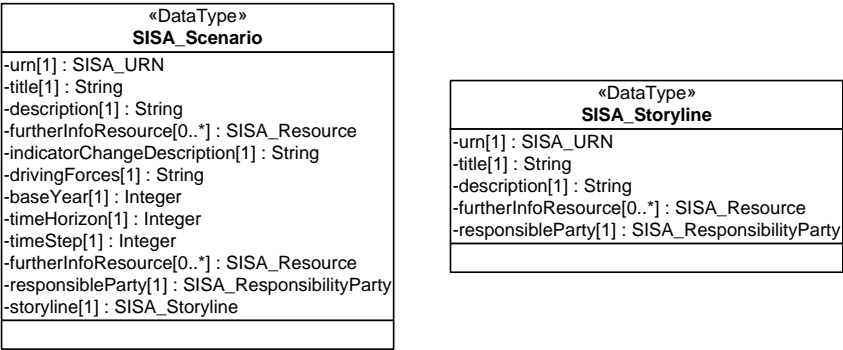 «DataType»
SISA_Scenario
-urn[1] : SISA_URN
-title[1] : String
-description[1] : String
-furtherInfoResource[0..*] : SISA_Resource
-indicatorChangeDescription[1] : String
-drivingForces[1] : String
-baseYear[1] : Integer
-timeHorizon[1] : Integer
-timeStep[1] : Integer
-furtherInfoResource[0..*] : SISA_Resource
-responsibleParty[1] : SISA_ResponsibilityParty
-storyline[1] : SISA_Storyline
«DataType»
SISA_Storyline
-urn[1] : SISA_URN
-title[1] : String
-description[1] : String
-furtherInfoResource[0..*] : SISA_Resource
-responsibleParty[1] : SISA_ResponsibilityParty